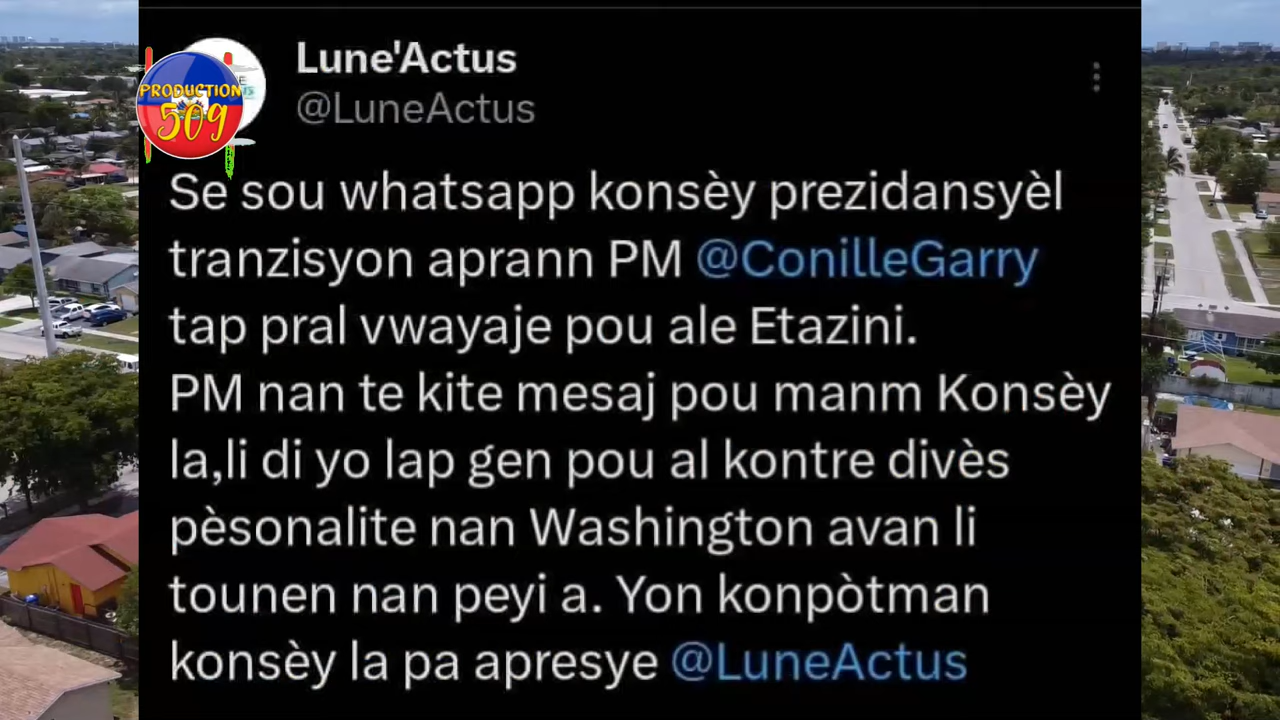 Lune'Actus
@LuneActus
PRODUCTION
509
Se sou whatsapp konsèy prezidansyèl
tranzisyon aprann PM @ConilleGarry
tap pral vwayaje pou ale Etazini.
PM nan te kite mesaj pou manm Konsèy
la,li di yo lap gen pou al kontre divès
pèsonalite nan Washington avan li
tounen nan peyi a. Yon konpòtman
konsèy la pa apresye @LuneActus